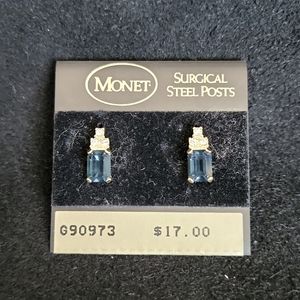 MONET
SURGICAL
STEEL POSTS
G90973 $17.00